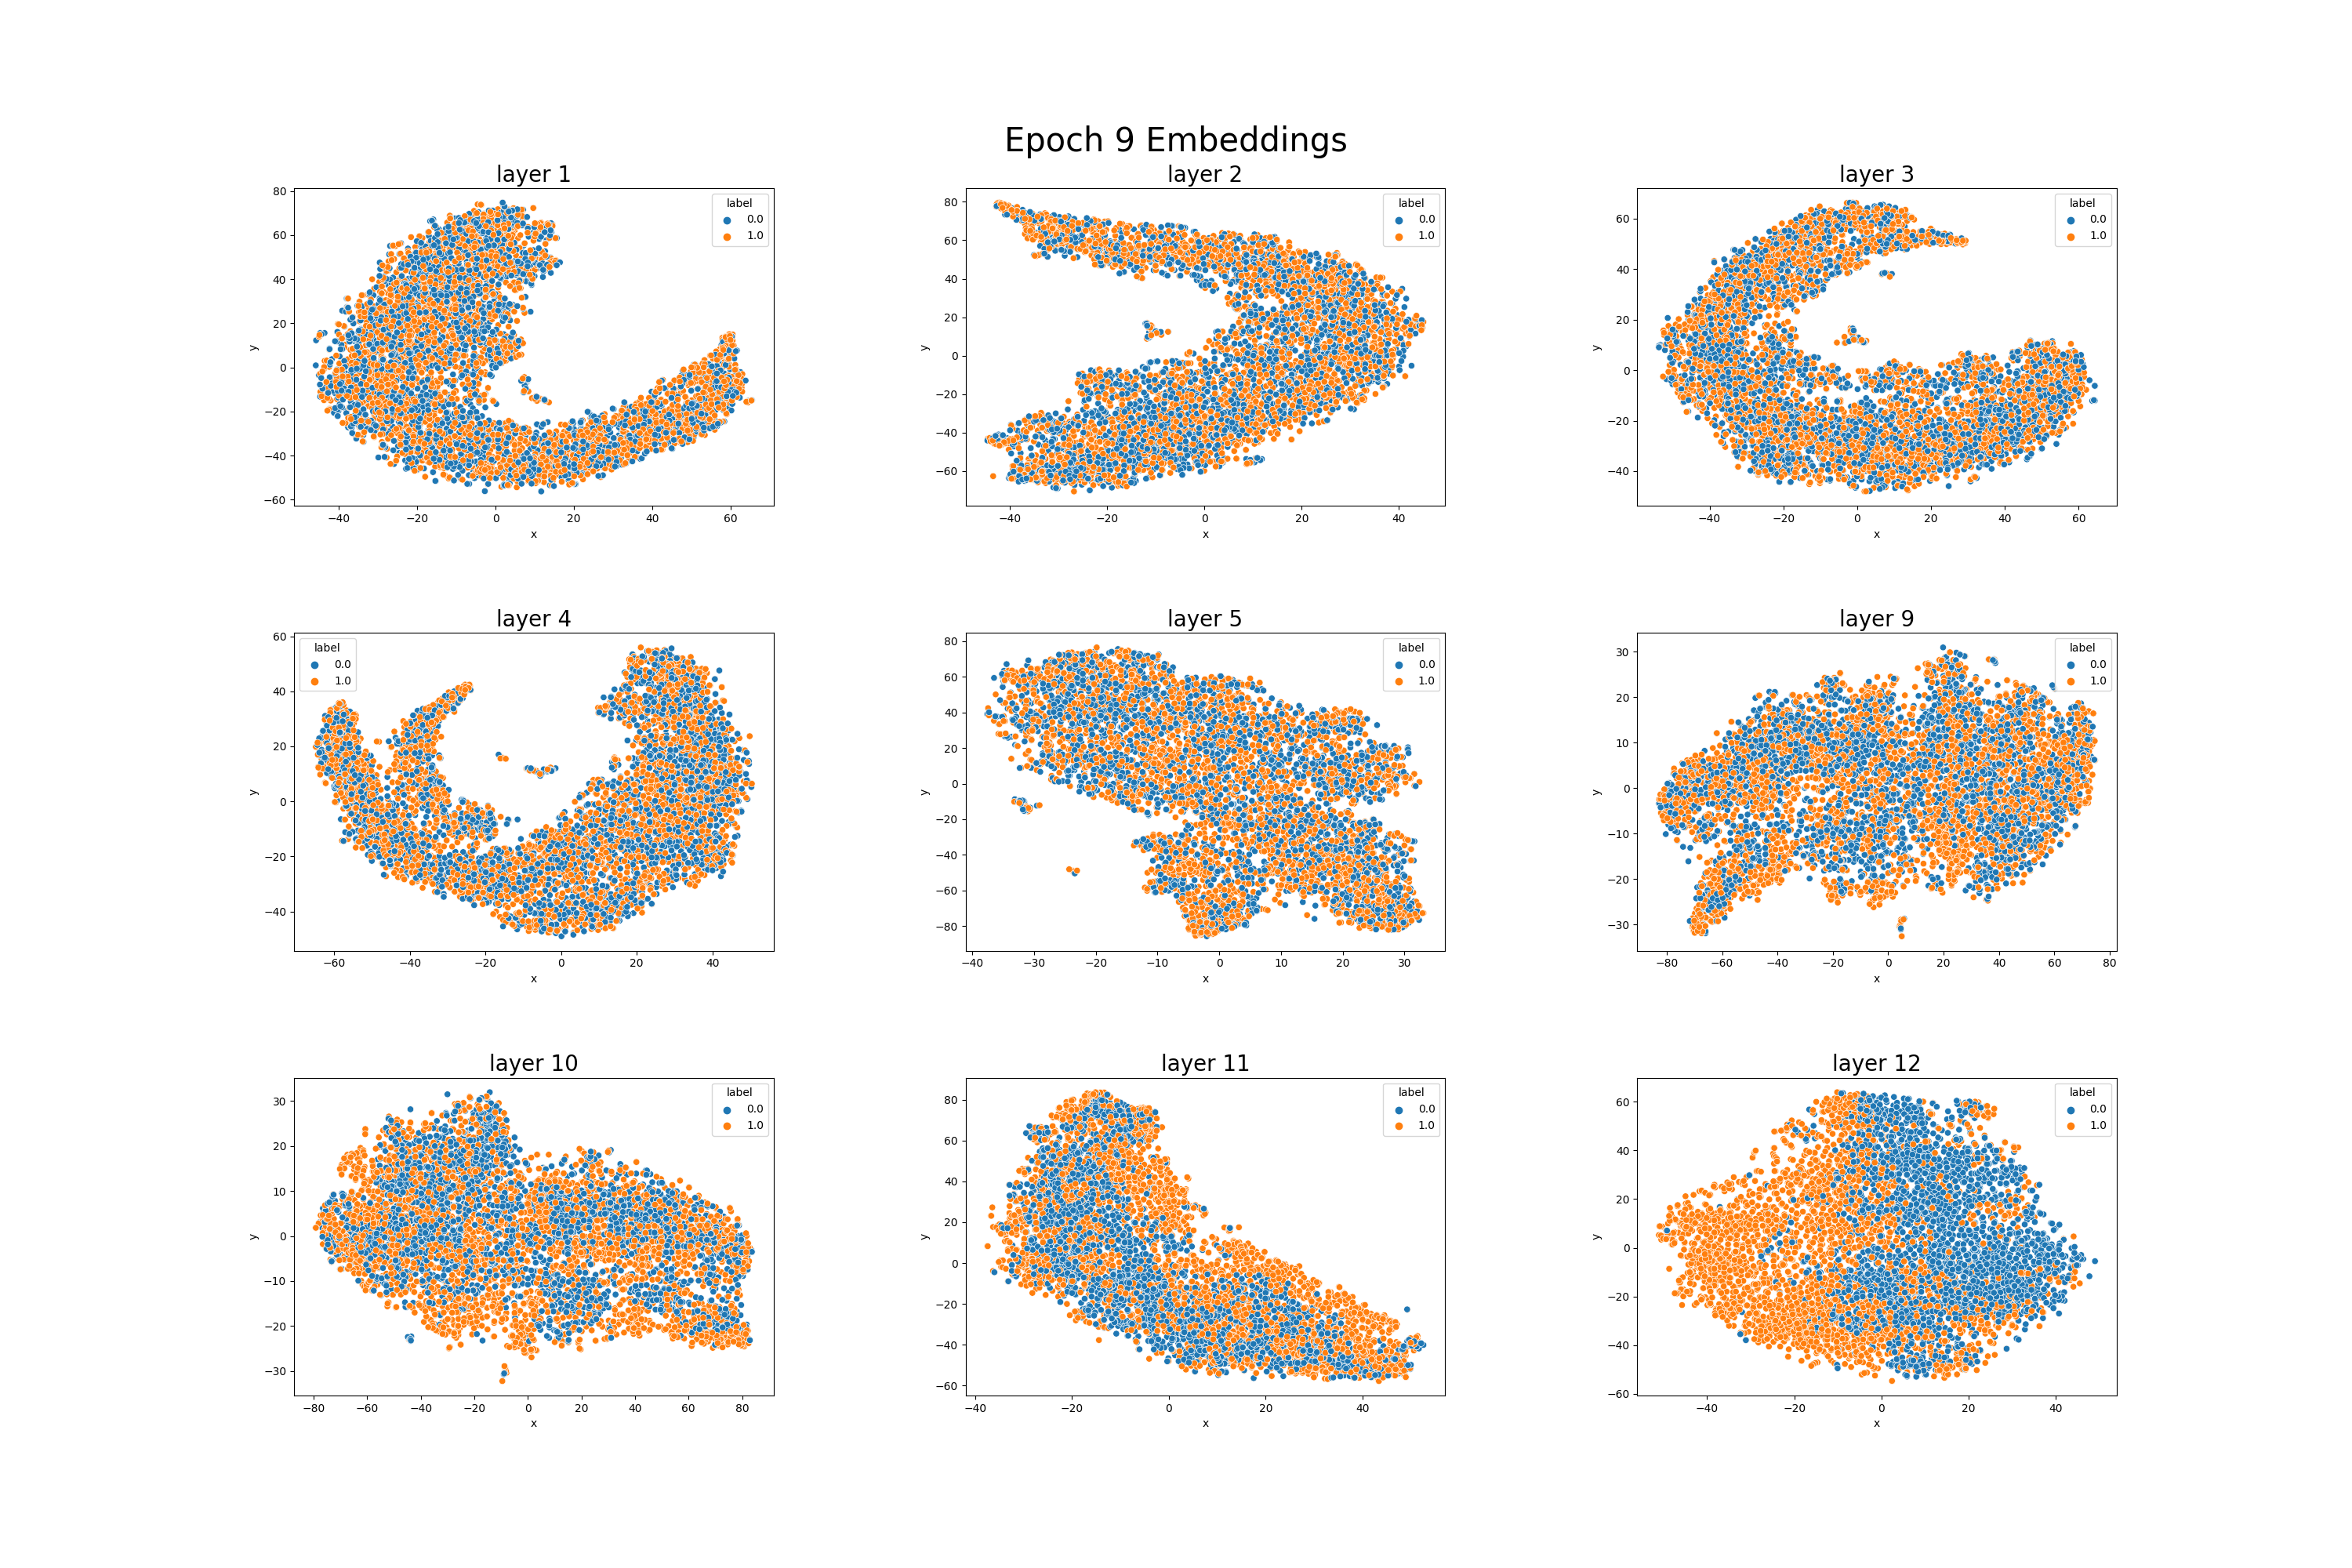 Epoch 9 Embeddings
layer 1
label
0.0
1.0
80
60
40
20
0
−20
−40
−60
y
−40 −20 0 20 40 60
x
layer 2
label
0.0
1.0
80
60
40
20
0
−20
−40
−60
y
−40 −20 0 20 40
x
layer 3
label
0.0
1.0
60
40
20
0
−20
−40
y
−40 −20 0 20 40 60
x
layer 4
label
0.0
1.0
60
40
20
0
−20
−40
y
−60 −40 −20 0 20 40
x
layer 5
label
0.0
1.0
80
60
40
20
0
−20
−40
−60
−80
y
−40 −30 −20 −10 0 10 20 30
x
layer 9
label
0.0
1.0
30
20
10
0
−10
−20
−30
y
−80 −60 −40 −20 0 20 40 60 80
x
layer 10
label
0.0
1.0
30
20
10
0
−10
−20
−30
y
−80 −60 −40 −20 0 20 40 60 80
x
layer 11
label
0.0
1.0
80
60
40
20
0
−20
−40
−60
y
−40 −20 0 20 40
x
layer 12
label
0.0
1.0
60
40
20
0
−20
−40
−60
y
−40 −20 0 20 40
x